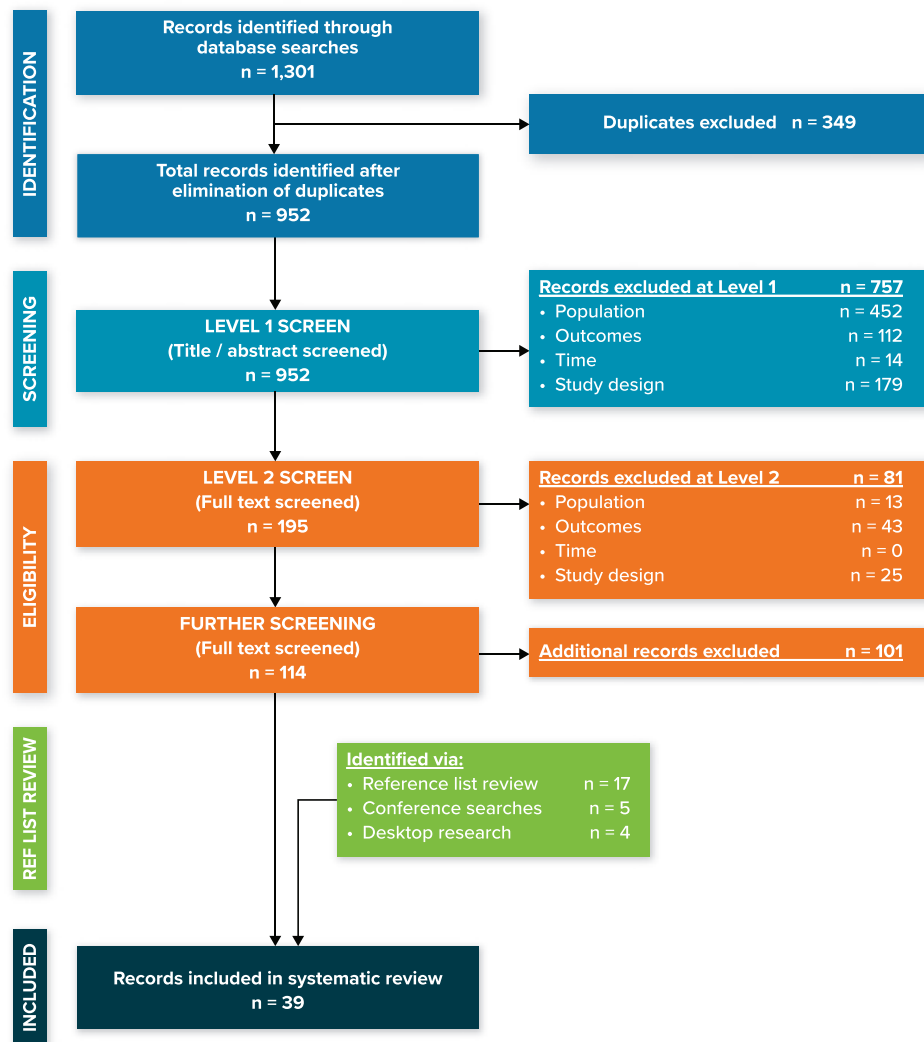 IDENTIFICATION
Records identified through
database searches
n = 1,301
Duplicates excluded n = 349
Total records identified after
elimination of duplicates
n = 952
SCREENING
LEVEL 1 SCREEN
(Title / abstract screened)
n = 952
Records excluded at Level 1 n = 757
• Population n = 452
• Outcomes n = 112
• Time n = 14
• Study design n = 179
ELIGIBILITY
LEVEL 2 SCREEN
(Full text screened)
n = 195
Records excluded at Level 2 n = 81
• Population n = 13
• Outcomes n = 43
• Time n = 0
• Study design n = 25
FURTHER SCREENING
(Full text screened)
n = 114
Additional records excluded n = 101
REF LIST REVIEW
Identified via:
• Reference list review n = 17
• Conference searches n = 5
• Desktop research n = 4
INCLUDED
Records included in systematic review
n = 39